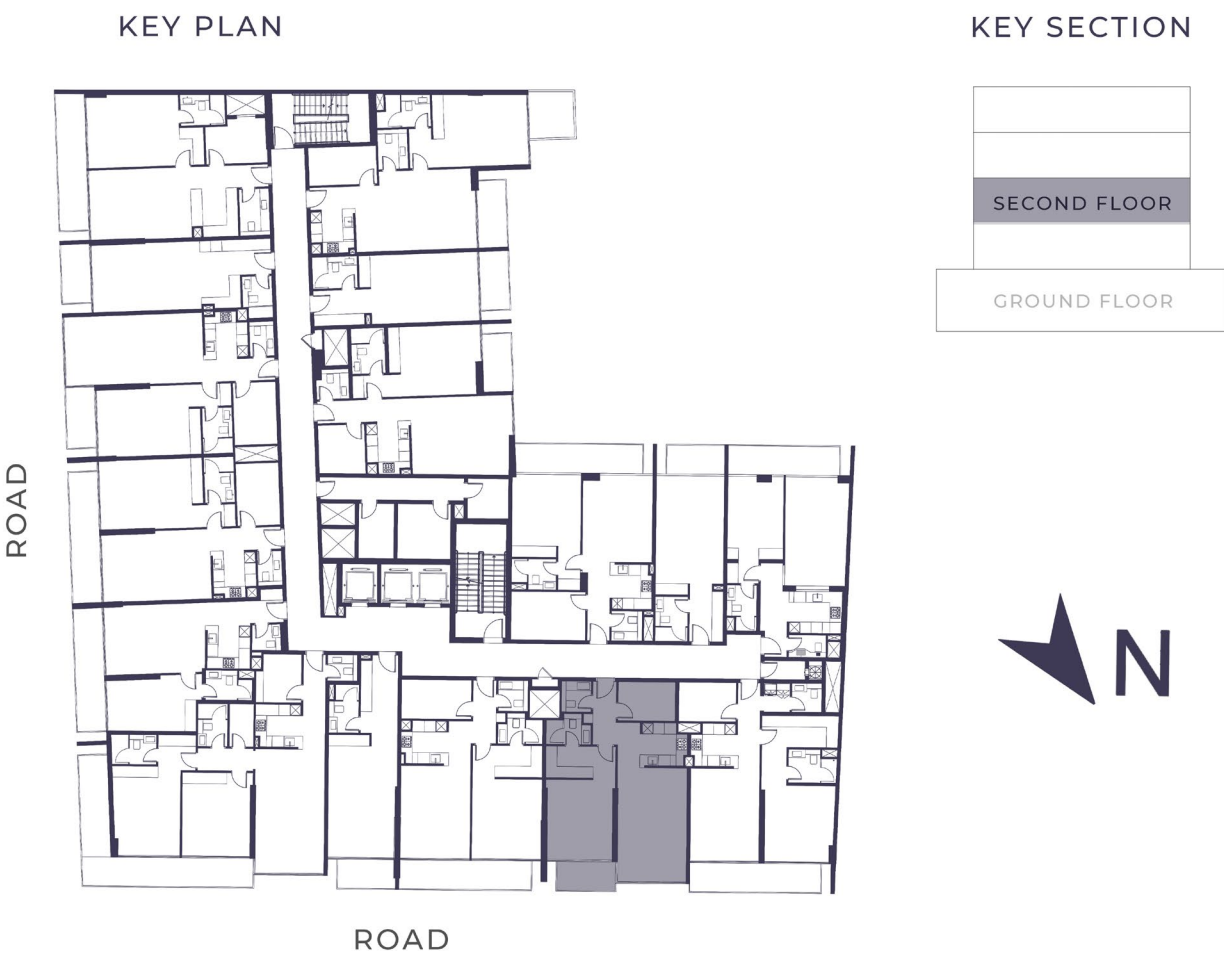 KEY PLAN
KEY SECTION
SECOND FLOOR
GROUND FLOOR
ROAD
N
ROAD